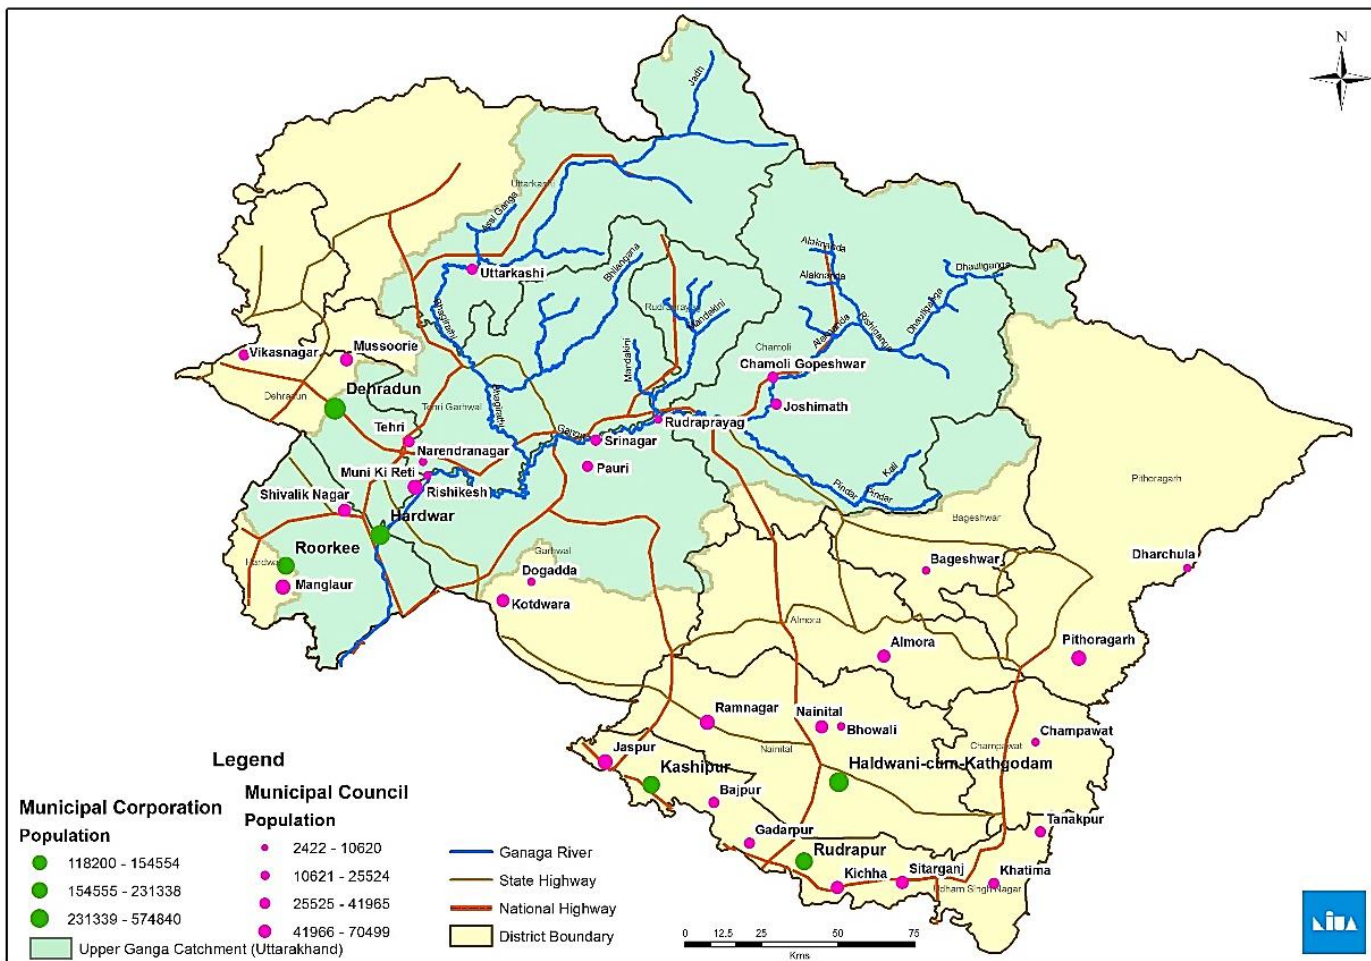 N
Jadh
Uttarkashi
Assi Ganga
Uttarkashi
Bhilangana
Bhagirathi
Alaknanda
Alaknanda
Dhauliganga
Dhauliganga
Rishiganga
Alaknanda
Rudraprayag
Mandakini
Mandakini
Chamoli
Chamoli Gopeshwar
Joshimath
Vikasnagar
Mussoorie
Dehradun
Dehradun
Tehri Garhwal
Bhagirathi
Tehri
Ganga
Srinagar
Rudraprayag
Narendranagar
Pauri
Muni Ki Reti
Rishikesh
Kali
Pindar
Pindar
Pithoragarh
Shivalik Nagar
Hardwar
Bageshwar
Roorkee
Hardwar
Manglaur
Garhwal
Dogadda
Kotdwara
Bageshwar
Dharchula
Almora
Almora
Pithoragarh
Ramnagar
Nainital
Bhowali
Champawat
Nainital
Champawat
Jaspur
Kashipur
Haldwani-cum-Kathgodam
Bajpur
Gadarpur
Tanakpur
Rudrapur
Kichha
Sitarganj
Khatima
Udham Singh Nagar
Legend
Municipal Corporation
Population
118200 - 154554
154555 - 231338
231339 - 574840
Upper Ganga Catchment (Uttarakhand)
Municipal Council
Population
2422 - 10620
10621 - 25524
25525 - 41965
41966 - 70499
Ganaga River
State Highway
National Highway
District Boundary
0 12.5 25 50 75
Kms
NIUA